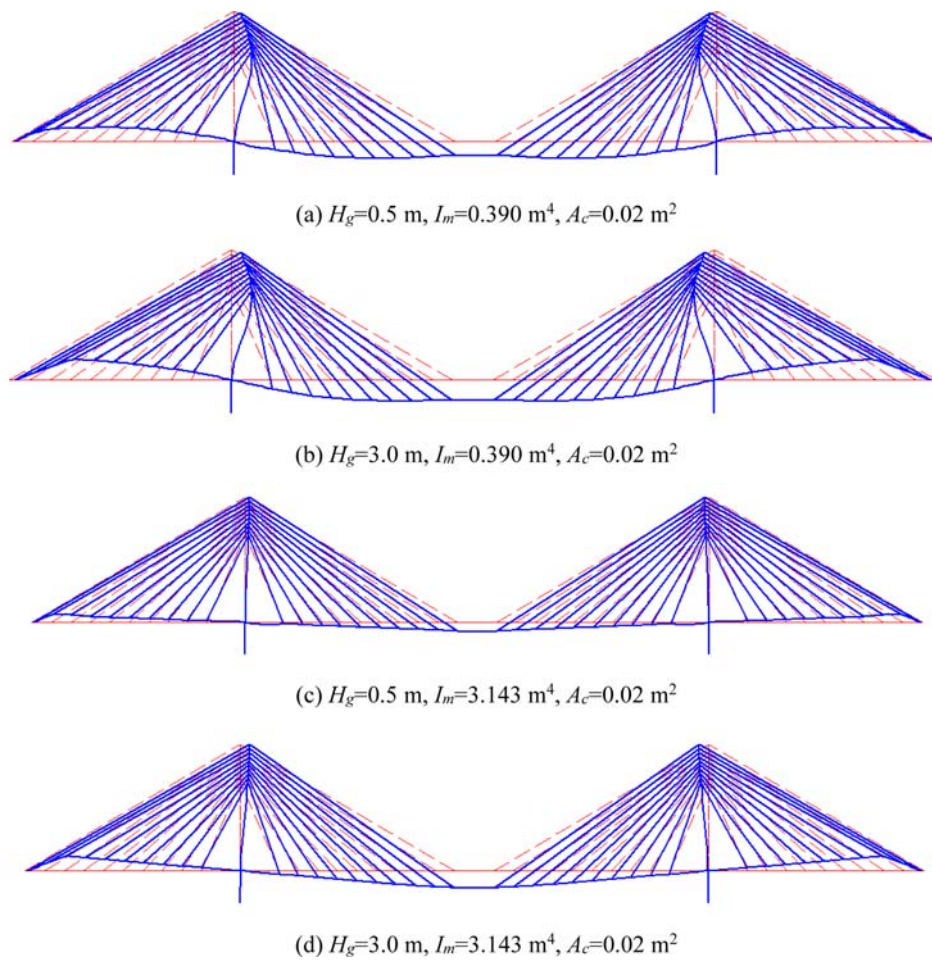 (a) Hg=0.5 m, Im=0.390 m⁴, Ac=0.02 m²
(b) Hg=3.0 m, Im=0.390 m⁴, Ac=0.02 m²
(c) Hg=0.5 m, Im=3.143 m⁴, Ac=0.02 m²
(d) Hg=3.0 m, Im=3.143 m⁴, Ac=0.02 m²